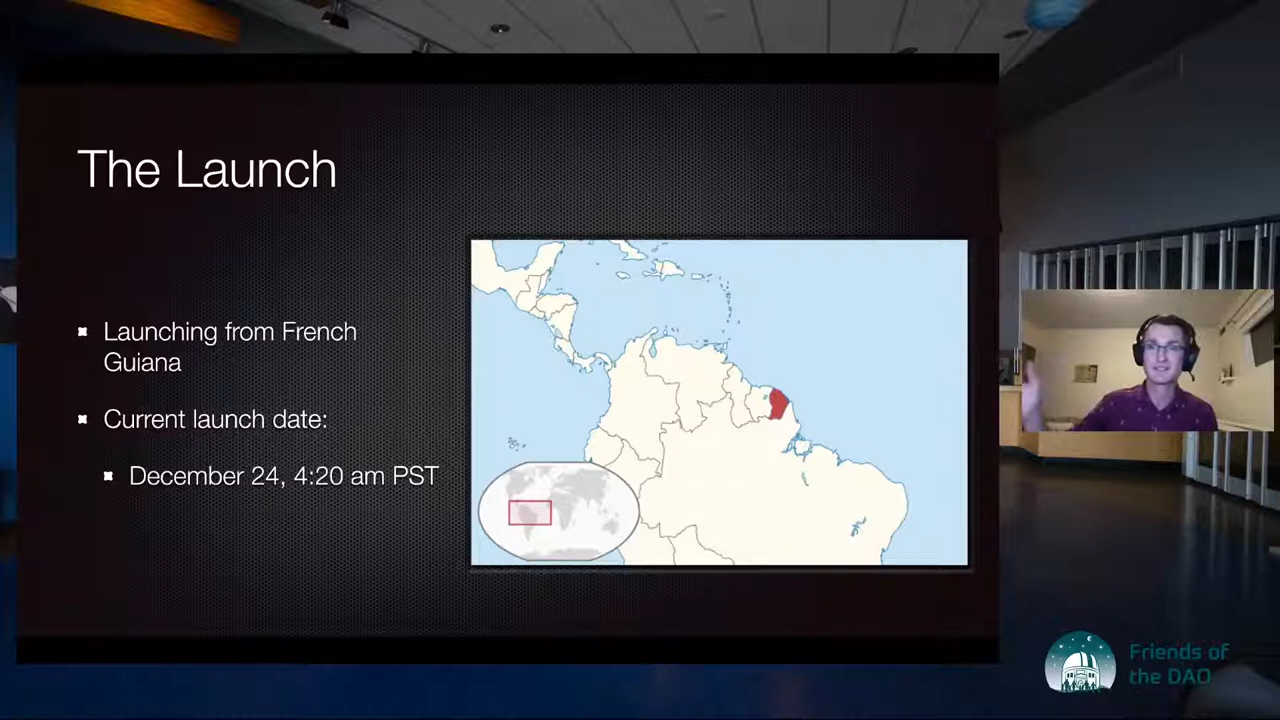 The Launch
Launching from French
Guiana
Current launch date:
December 24, 4:20 am PST
Friends of
the DAO